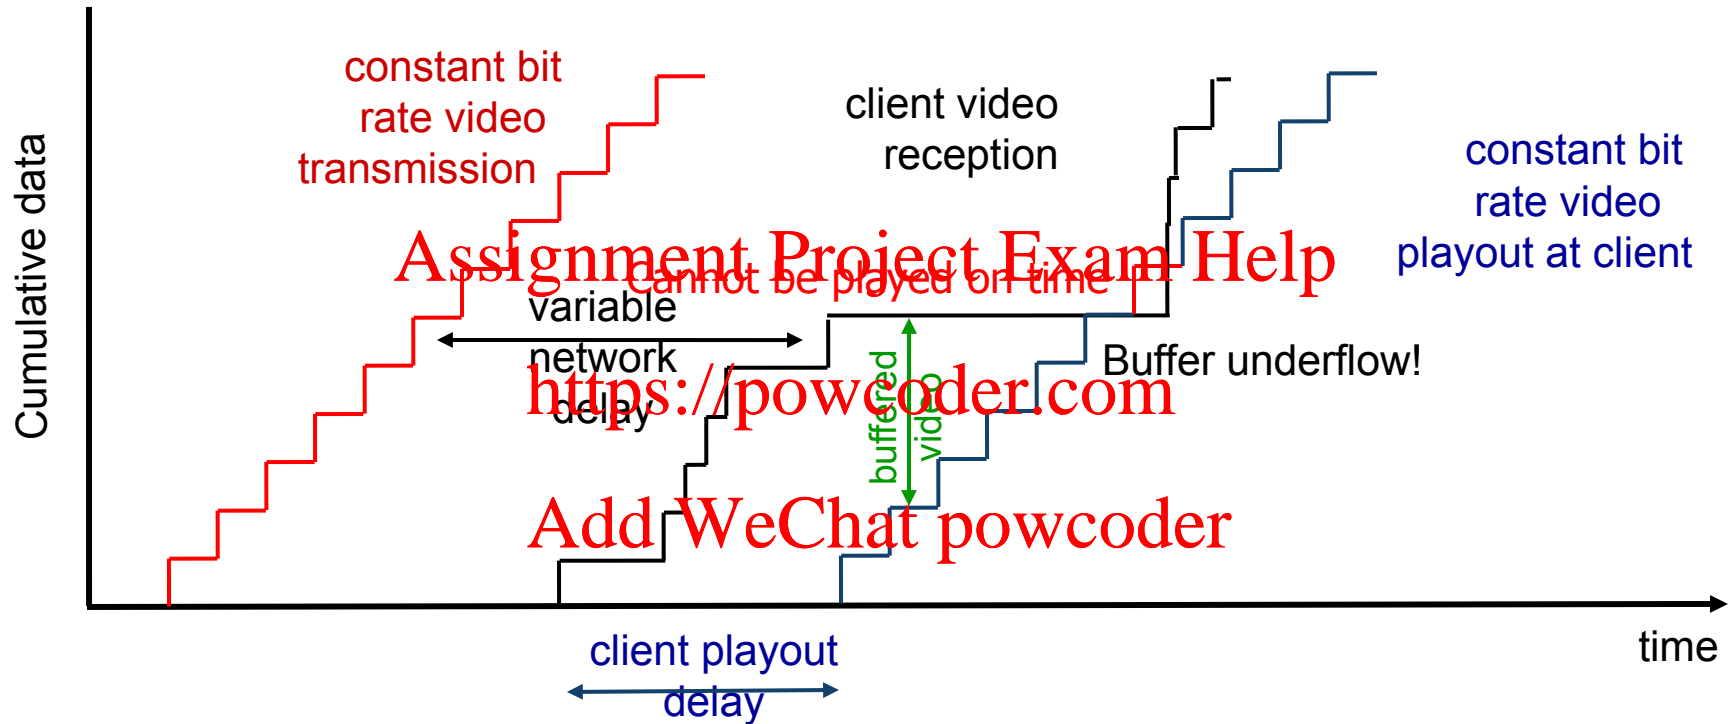 constant bit
rate video
transmission
client video
reception
constant bit
rate video
playout at client
Cumulative data
Assignment Project Exam Help
Cannot be played on time
variable
network
delay
Buffer underflow!
https://powcoder.com
buffered
video
Add WeChat powcoder
client playout
delay
time